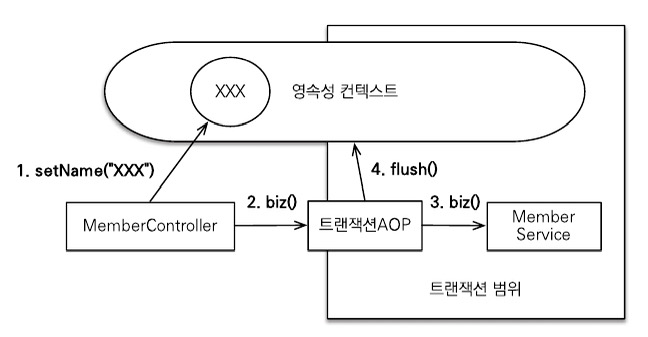 XXX
영속성 컨텍스트
1. setName("XXX")
4. flush()
2. biz()
3. biz()
MemberController
트랜잭션AOP
Member
Service
트랜잭션 범위